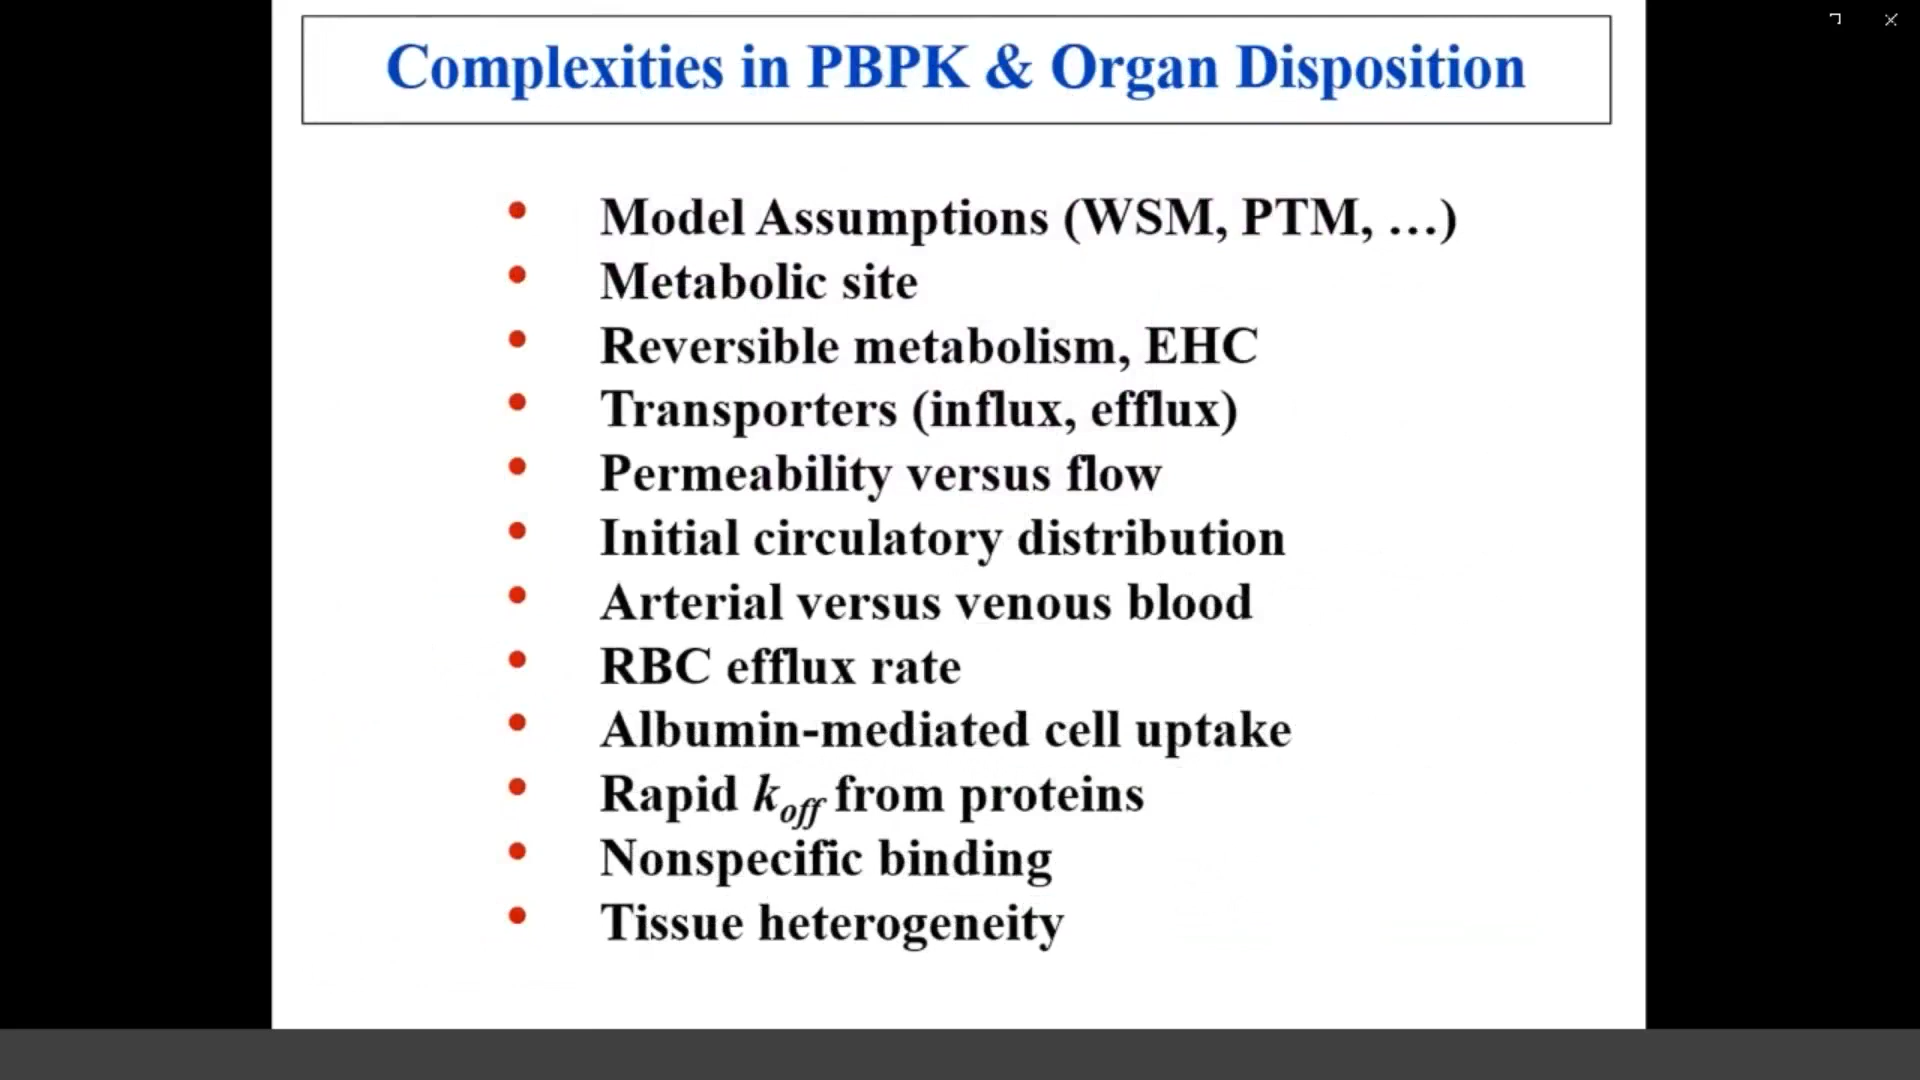 Complexities in PBPK & Organ Disposition
• Model Assumptions (WSM, PTM, …)
• Metabolic site
• Reversible metabolism, EHC
• Transporters (influx, efflux)
• Permeability versus flow
• Initial circulatory distribution
• Arterial versus venous blood
• RBC efflux rate
• Albumin-mediated cell uptake
• Rapid koff from proteins
• Nonspecific binding
• Tissue heterogeneity